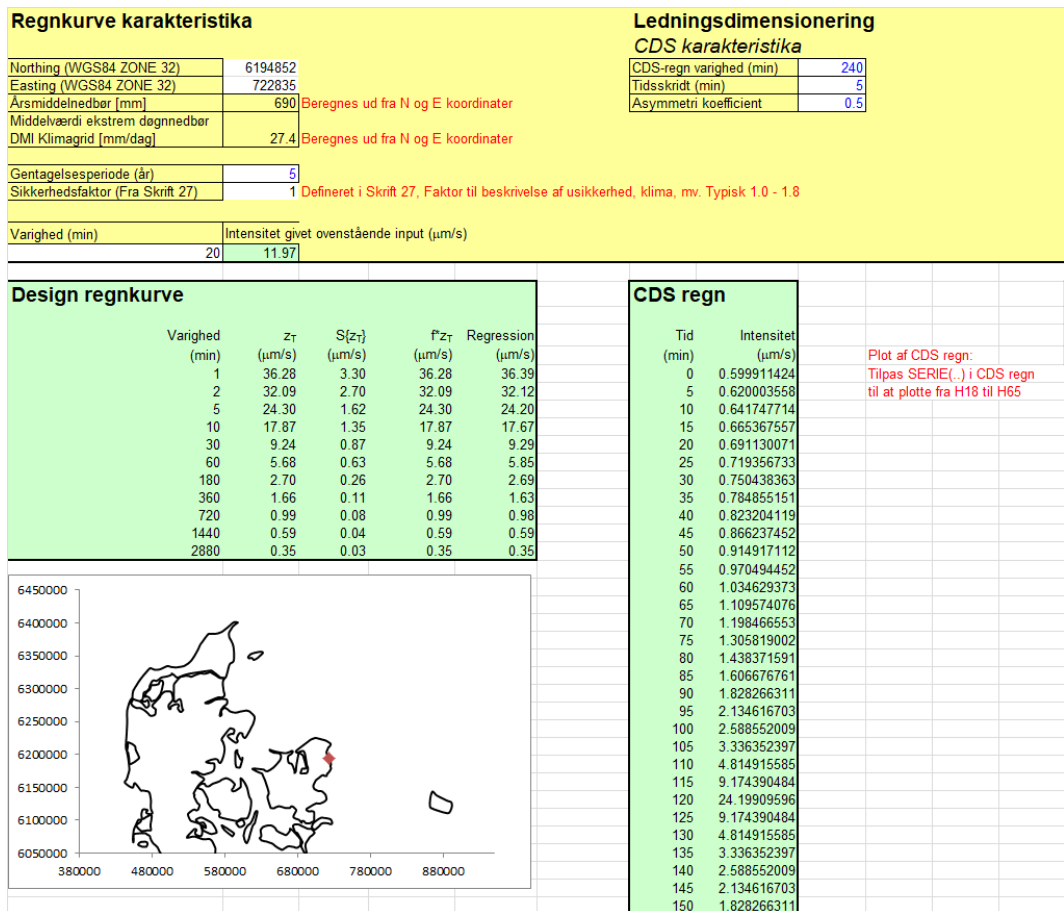 Regnkurve karakteristika
Ledningsdimensionering
CDS karakteristika
Northing (WGS84 ZONE 32) 6194852
CDS-regn varighed (min) 240
Easting (WGS84 ZONE 32) 722835
Tidsskridt (min) 5
Årsmiddelnedbør [mm] 690 Beregnes ud fra N og E koordinater
Asymmetri koefficient 0.5
Middelværdi ekstrem døgnnedbør
DMI Klimagrid [mm/dag] 27.4 Beregnes ud fra N og E koordinater
Gentagelsesperiode (år) 5
Sikkerhedsfaktor (Fra Skrift 27) 1 Defineret i Skrift 27, Faktor til beskrivelse af usikkerhed, klima, mv. Typisk 1.0 - 1.8
Varighed (min) Intensitet givet ovenstående input (µm/s)
20 11.97
Design regnkurve
Varighed zT S{zT} f*zT Regression
(min) (µm/s) (µm/s) (µm/s) (µm/s)
1 36.28 3.30 36.28 36.39
2 32.09 2.70 32.09 32.12
5 24.30 1.62 24.30 24.20
10 17.87 1.35 17.87 17.67
30 9.24 0.87 9.24 9.29
60 5.68 0.63 5.68 5.85
180 2.70 0.26 2.70 2.69
360 1.66 0.11 1.66 1.63
720 0.99 0.08 0.99 0.98
1440 0.59 0.04 0.59 0.59
2880 0.35 0.03 0.35 0.35
CDS regn
Tid Intensitet
(min) (µm/s)
0 0.599911424
5 0.620003558
10 0.641747714
15 0.665367557
20 0.691130071
25 0.719356733
30 0.750438363
35 0.784855151
40 0.823204119
45 0.866237452
50 0.914917112
55 0.970494452
60 1.034629373
65 1.109574076
70 1.198466553
75 1.305819002
80 1.438371591
85 1.606676761
90 1.828266311
95 2.134616703
100 2.588552009
105 3.336352397
110 4.814915585
115 9.174390484
120 24.19909596
125 9.174390484
130 4.814915585
135 3.336352397
140 2.588552009
145 2.134616703
150 1.828266311
Plot af CDS regn:
Tilpas SERIE(..) i CDS regn
til at plotte fra H18 til H65
6450000
6400000
6350000
6300000
6250000
6200000
6150000
6100000
6050000
380000 480000 580000 680000 780000 880000